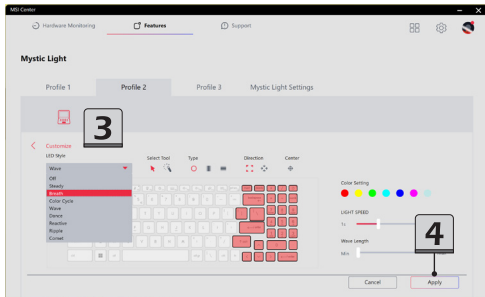 MSI Center
Hardware Monitoring
Features
Support
Mystic Light
Profile 1
Profile 2
Profile 3
Mystic Light Settings
3
Customize
LED Style
Select Tool
Type
Direction
Center
Wave
Off
Steady
Breath
Color Cycle
Wave
Dance
Reactive
Ripple
Comet
Color Setting
LIGHT SPEED
1s
Wave Length
Min
4
Cancel
Apply